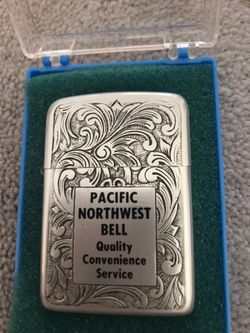 PACIFIC
NORTHWEST
BELL
Quality
Convenience
Service